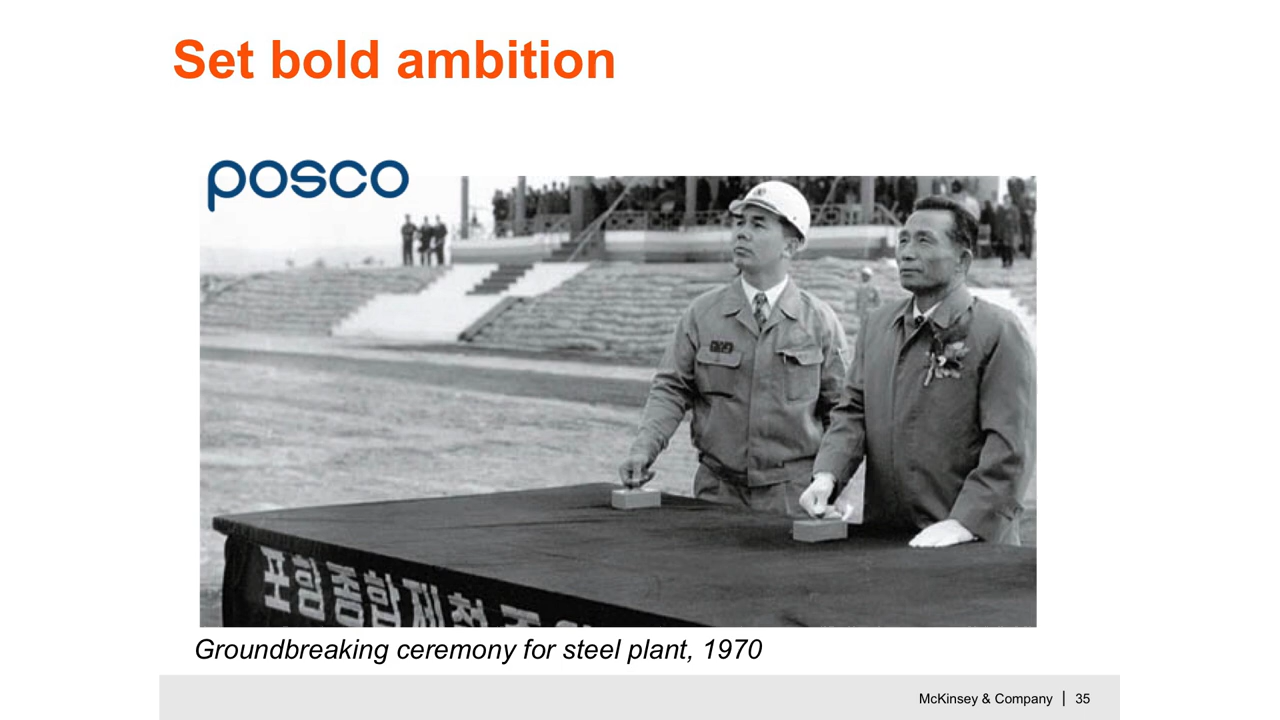 Set bold ambition
posco
포항종합제철
Groundbreaking ceremony for steel plant, 1970
McKinsey & Company | 35